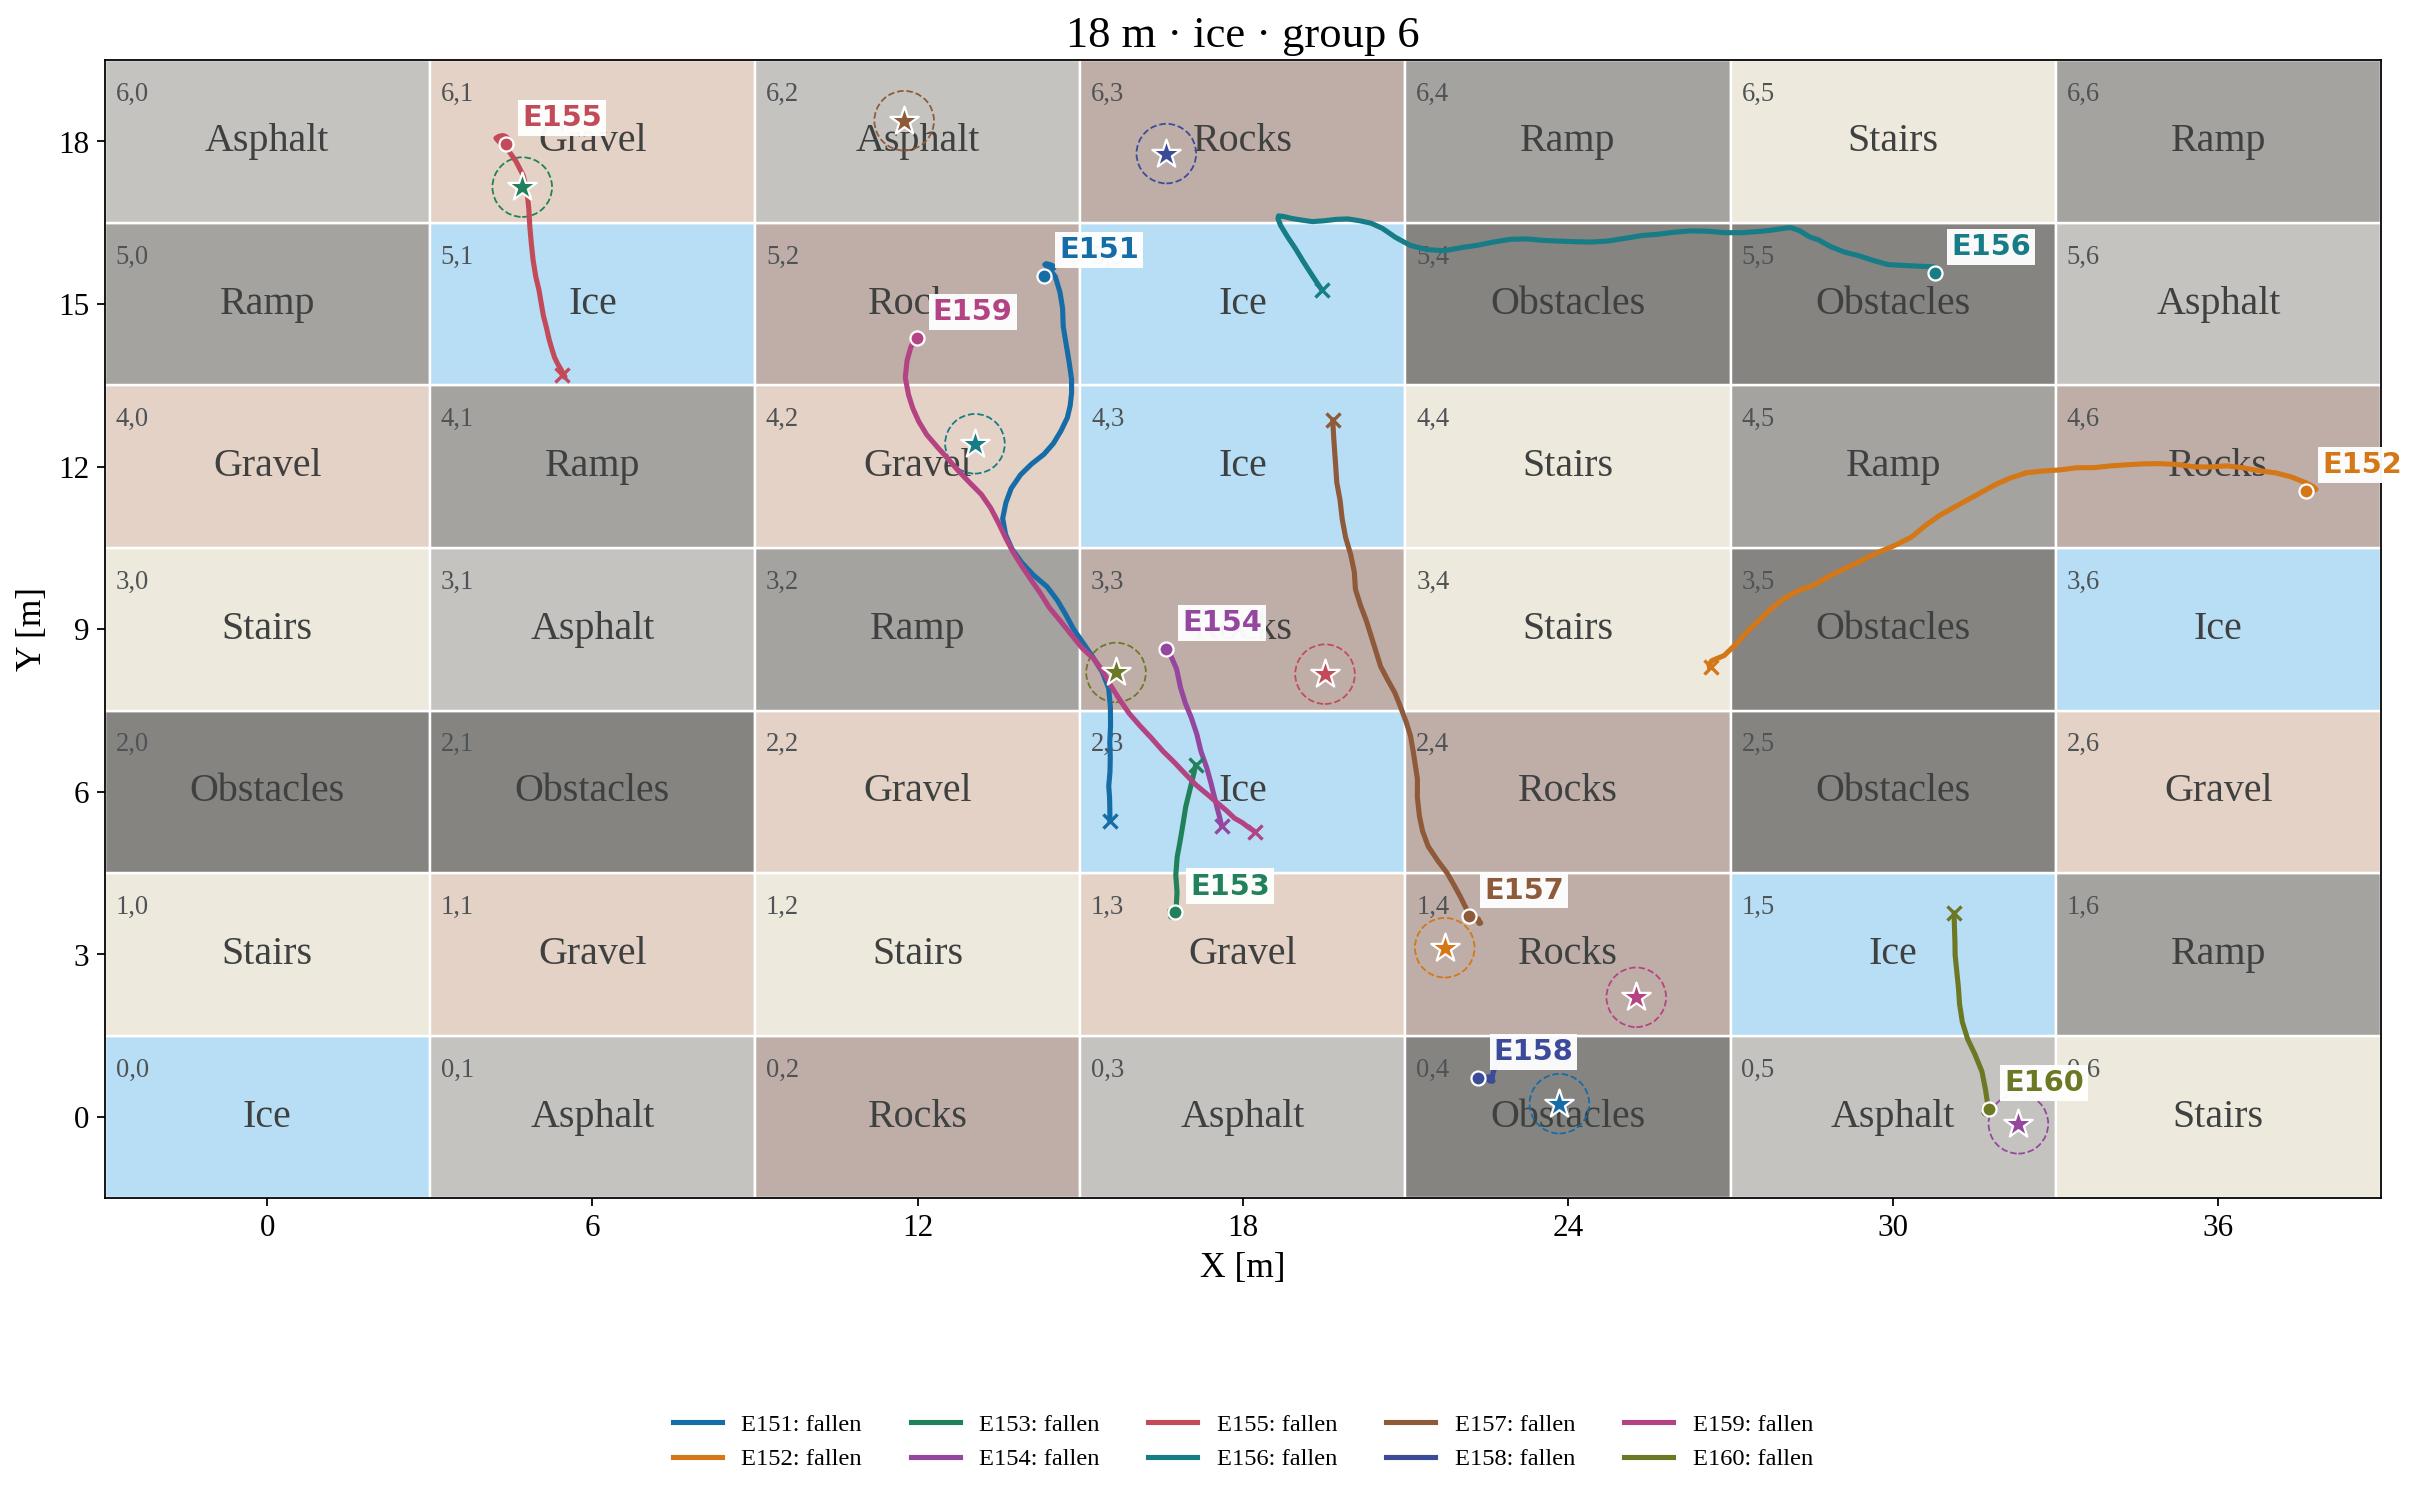 18 m · ice · group 6
6,0 6,1 6,2 6,3 6,4 6,5 6,6
E155
Asphalt Gravel Asphalt Rocks Ramp Stairs Ramp
5,0 5,1 5,2 E151 5,4 5,5 E156 5,6
Ramp Ice E159 Ice Obstacles Obstacles Asphalt
4,0 4,1 4,2 4,3 4,4 4,5 4,6
Gravel Ramp Gravel Ice Stairs Ramp Rocks E152
3,0 3,1 3,2 3,3 3,4 3,5 3,6
Stairs Asphalt Ramp E154 Stairs Obstacles Ice
2,0 2,1 2,2 2,3 2,4 2,5 2,6
Obstacles Obstacles Gravel Ice Rocks Obstacles Gravel
E153 E157
1,0 1,1 1,2 1,3 1,4 1,5 1,6
Stairs Gravel Stairs Gravel Rocks Ice Ramp
E158
0,0 0,1 0,2 0,3 0,4 0,5 E160
Ice Asphalt Rocks Asphalt Obstacles Asphalt Stairs
18
15
12
9
6
3
0
Y [m]
0 6 12 18 24 30 36
X [m]
E151: fallen E153: fallen E155: fallen E157: fallen E159: fallen
E152: fallen E154: fallen E156: fallen E158: fallen E160: fallen